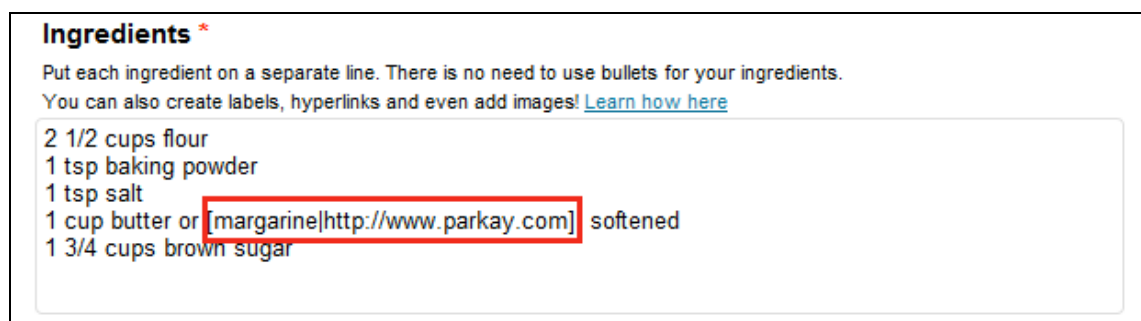 Ingredients *
Put each ingredient on a separate line. There is no need to use bullets for your ingredients.
You can also create labels, hyperlinks and even add images! Learn how here
2 1/2 cups flour
1 tsp baking powder
1 tsp salt
1 cup butter or [margarine|http://www.parkay.com] softened
1 3/4 cups brown sugar